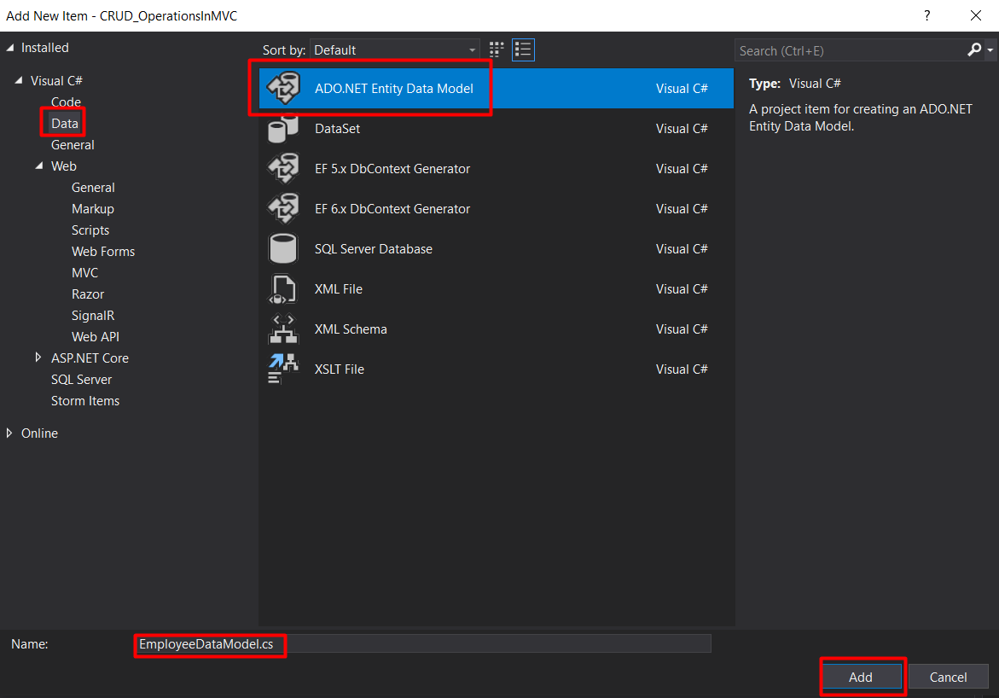 Add New Item - CRUD_OperationsInMVC
?
Installed
Visual C#
Code
Data
General
Web
General
Markup
Scripts
Web Forms
MVC
Razor
SignalR
Web API
ASP.NET Core
SQL Server
Storm Items
Online
Sort by: Default
ADO.NET Entity Data Model Visual C#
DataSet Visual C#
EF 5.x DbContext Generator Visual C#
EF 6.x DbContext Generator Visual C#
SQL Server Database Visual C#
XML File Visual C#
XML Schema Visual C#
XSLT File Visual C#
Search (Ctrl+E)
Type: Visual C#
A project item for creating an ADO.NET
Entity Data Model.
Name: EmployeeDataModel.cs
Add Cancel